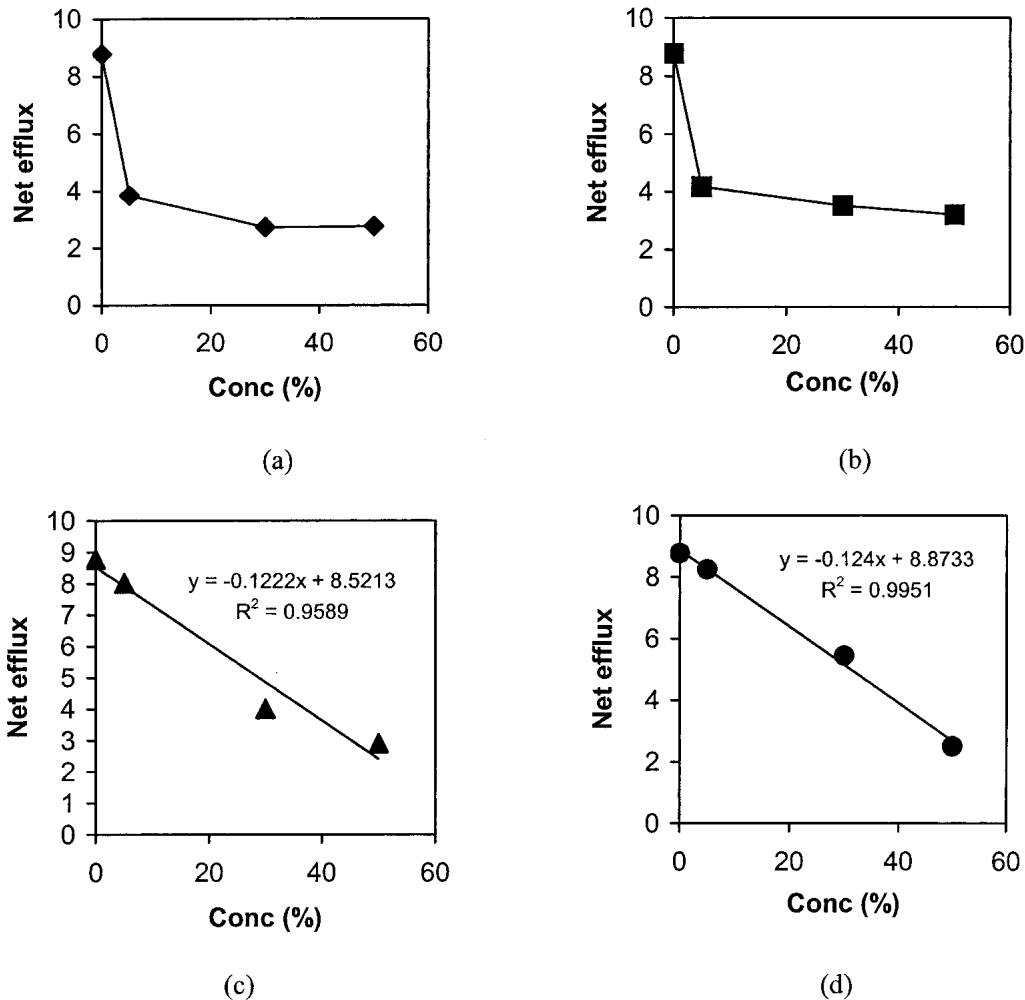 10
8
6
4
2
0
Net efflux
0 20 40 60
Conc (%)
(a)
10
8
6
4
2
0
Net efflux
0 20 40 60
Conc (%)
(b)
10
9
8
7
6
5
4
3
2
1
0
Net efflux
y = -0.1222x + 8.5213
R² = 0.9589
0 20 40 60
Conc (%)
(c)
10
8
6
4
2
0
Net efflux
y = -0.124x + 8.8733
R² = 0.9951
0 20 40 60
Conc (%)
(d)